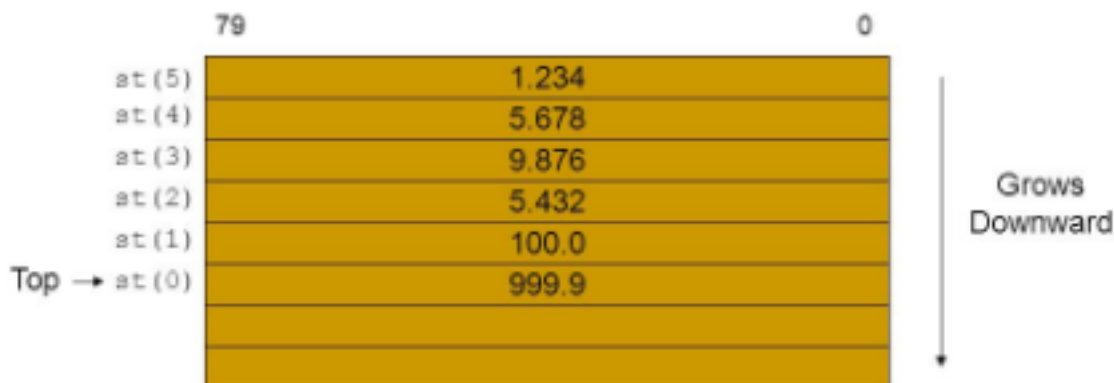 79 0
st(5) 1.234
st(4) 5.678
st(3) 9.876
st(2) 5.432
st(1) 100.0
Top → st(0) 999.9
Grows
Downward